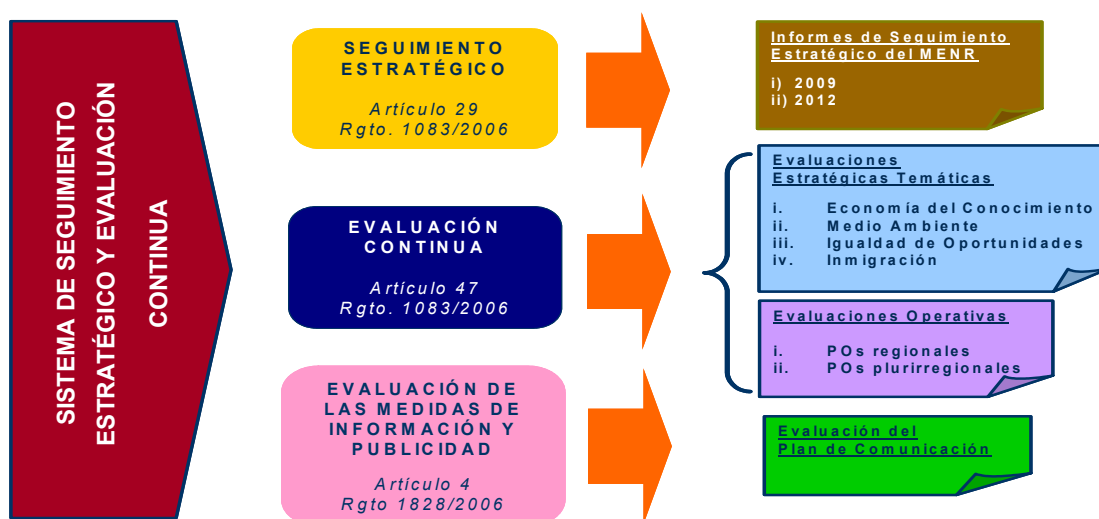 SISTEMA DE SEGUIMIENTO
ESTRATÉGICO Y EVALUACIÓN
CONTINUA
SEGUIMIENTO
ESTRATÉGICO
Artículo 29
Rgto. 1083/2006
Informes de Seguimiento
Estratégico del MENR
i) 2009
ii) 2012
EVALUACIÓN
CONTINUA
Artículo 47
Rgto. 1083/2006
Evaluaciones
Estratégicas Temáticas
i. Economía del Conocimiento
ii. Medio Ambiente
iii. Igualdad de Oportunidades
iv. Inmigración
Evaluaciones Operativas
i. POs regionales
ii. POs plurirregionales
EVALUACIÓN DE
LAS MEDIDAS DE
INFORMACIÓN Y
PUBLICIDAD
Artículo 4
Rgto 1828/2006
Evaluación del
Plan de Comunicación